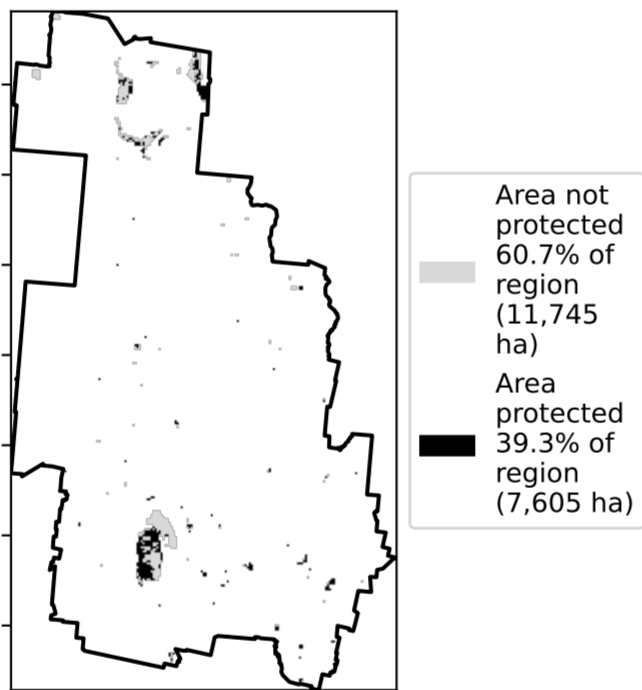 Area not
protected
60.7% of
region
(11,745
ha)
Area
protected
39.3% of
region
(7,605 ha)